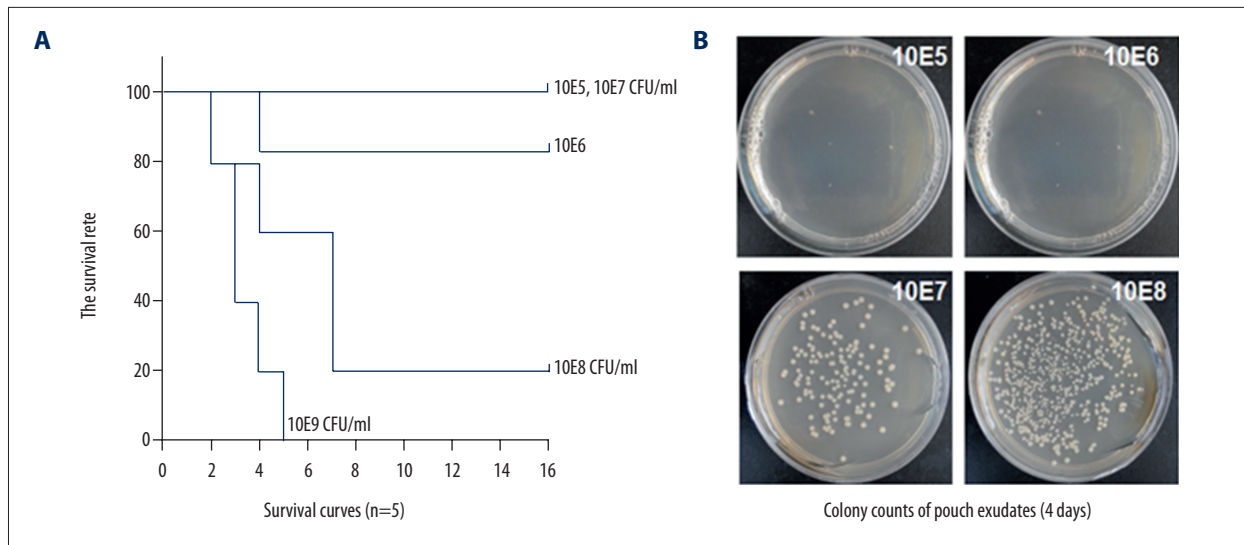 A
The survival rete
100
80
60
40
20
0
0 2 4 6 8 10 12 14 16
10E5, 10E7 CFU/ml
10E6
10E8 CFU/ml
10E9 CFU/ml
Survival curves (n=5)
B
10E5 10E6
10E7 10E8
Colony counts of pouch exudates (4 days)